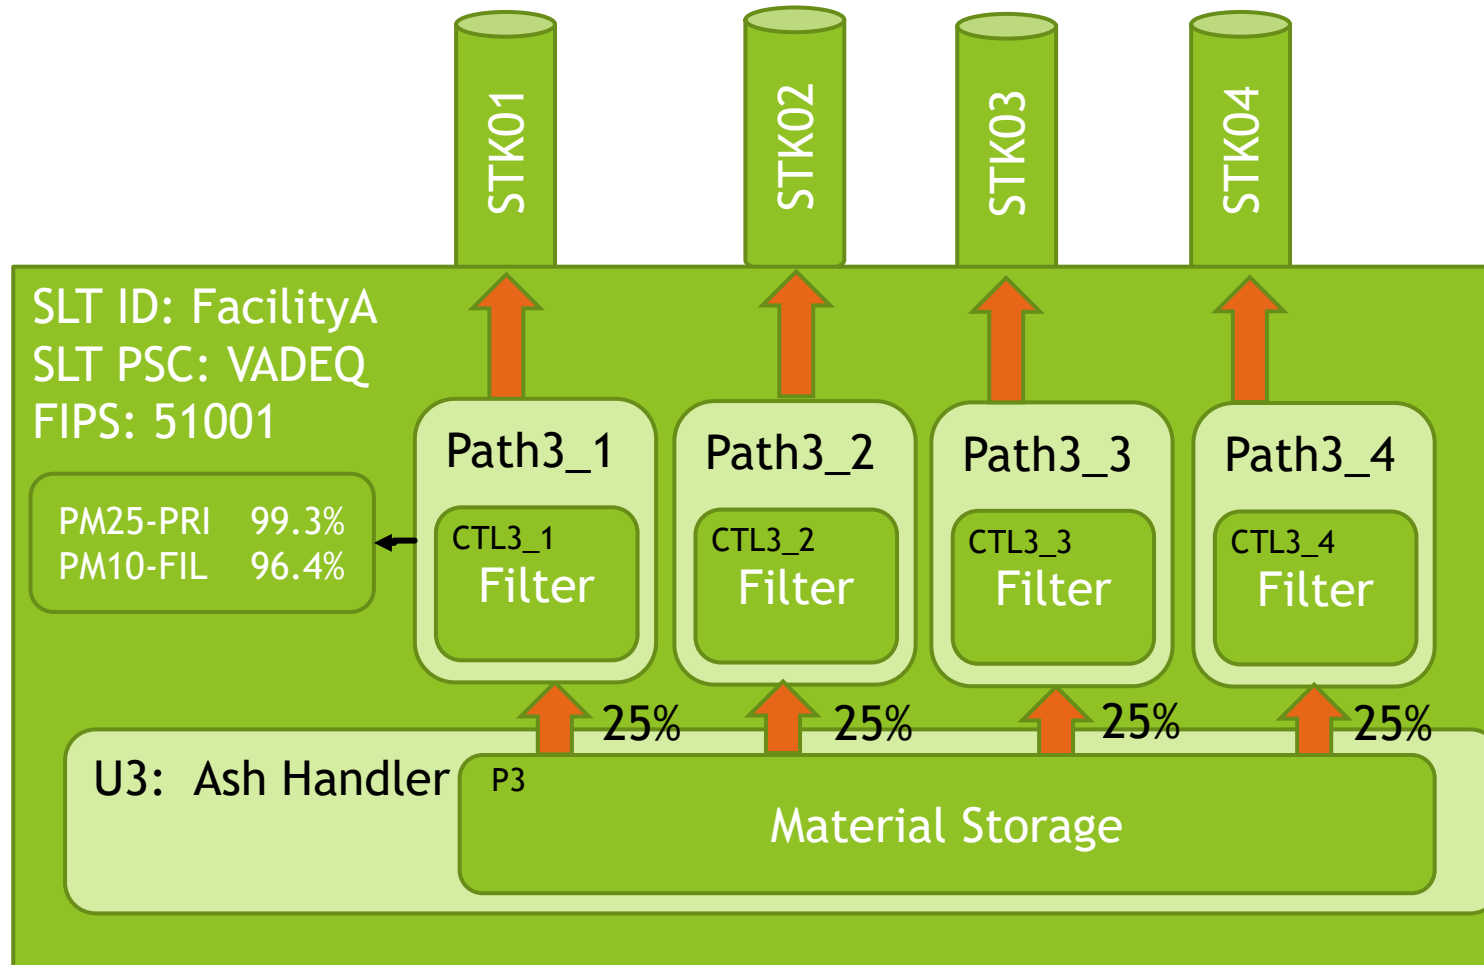 STK01
STK02
STK03
STK04
SLT ID: FacilityA
SLT PSC: VADEQ
FIPS: 51001
PM25-PRI 99.3%
PM10-FIL 96.4%
Path3_1
CTL3_1
Filter
Path3_2
CTL3_2
Filter
Path3_3
CTL3_3
Filter
Path3_4
CTL3_4
Filter
25%
25%
25%
25%
U3: Ash Handler
P3
Material Storage